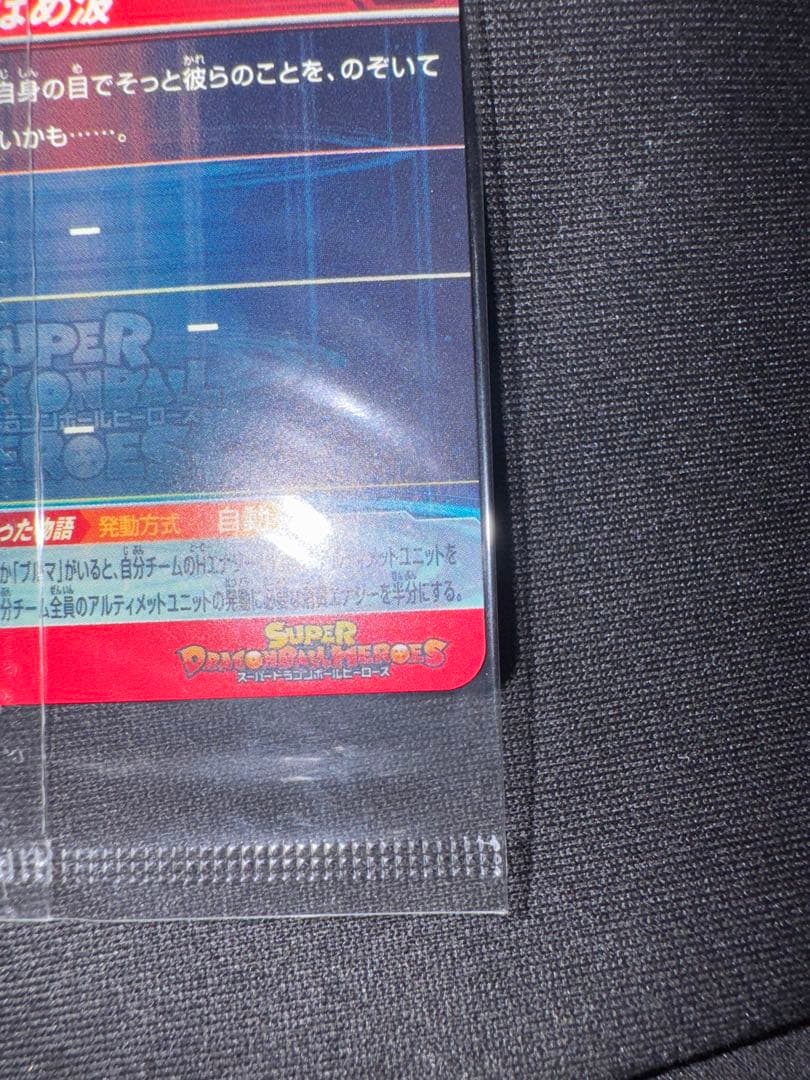 はめ波
自身の目でそっと彼らのことを、のぞいて
いかも……。
SUPER
DRAGONBALL
ドラゴンボールヒーローズ
HEROES
った物語 発動方式 自動
か「ブルマ」がいると、自分チームのHエナジー アルティメットユニットを
分チーム全員のアルティメットユニットの発動に必要な消費エナジーを半分にする。
SUPER
DRAGONBALL HEROES
スーパードラゴンボールヒーローズ